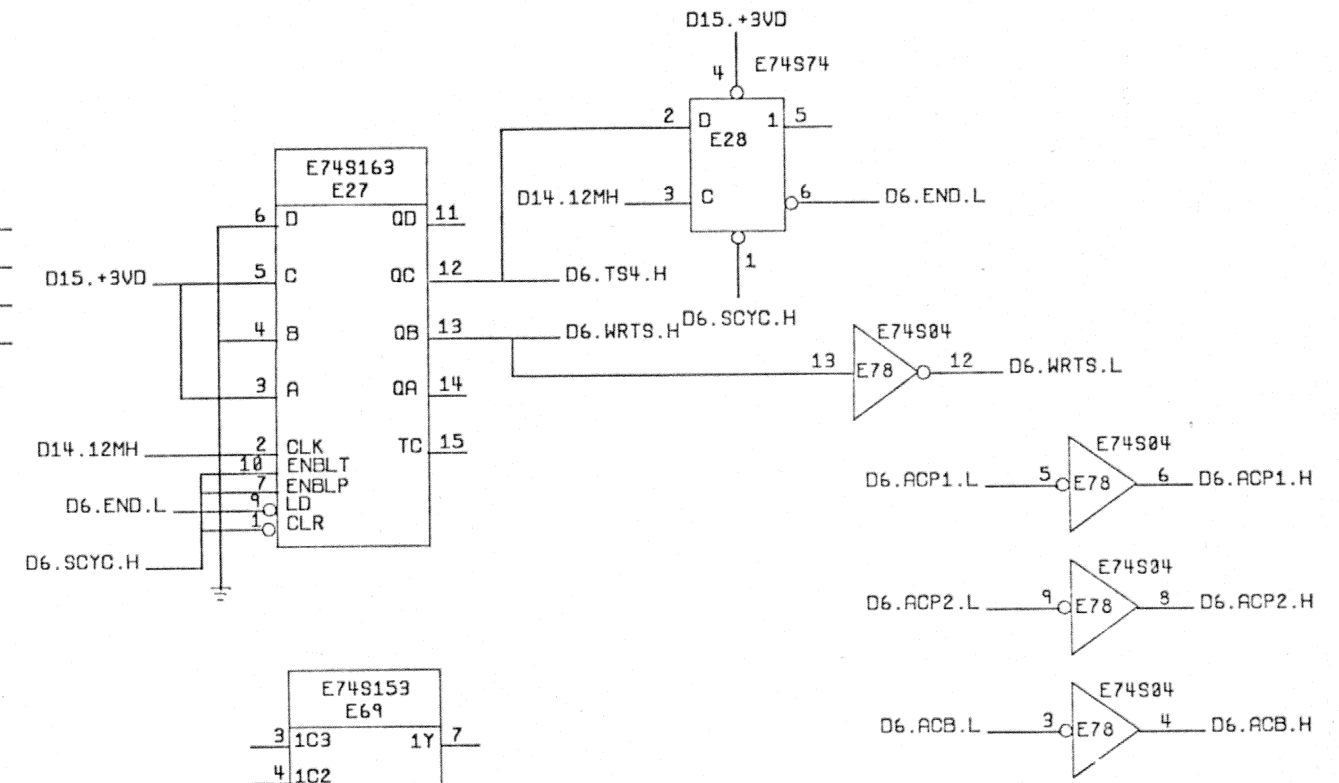 D15.+3VD
4 E74S74
2 D 1 5
E28
D14.12MH 3 C 6 D6.END.L
1
D6.SCYC.H
E74S163
E27
6 D QD 11
D15.+3VD 5 C QC 12 D6.TS4.H
4 B QB 13 D6.WRTS.H
3 A QA 14
D14.12MH 2 CLK TC 15
10 ENBLT
7 ENBLP
D6.END.L 9 LD
1 CLR
D6.SCYC.H
E74S04
13 E78 12 D6.WRTS.L
E74S04
D6.ACP1.L 5 E78 6 D6.ACP1.H
E74S04
D6.ACP2.L 9 E78 8 D6.ACP2.H
E74S04
D6.ACB.L 3 E78 4 D6.ACB.H
E74S153
E69
3 1C3 1Y 7
4 1C2